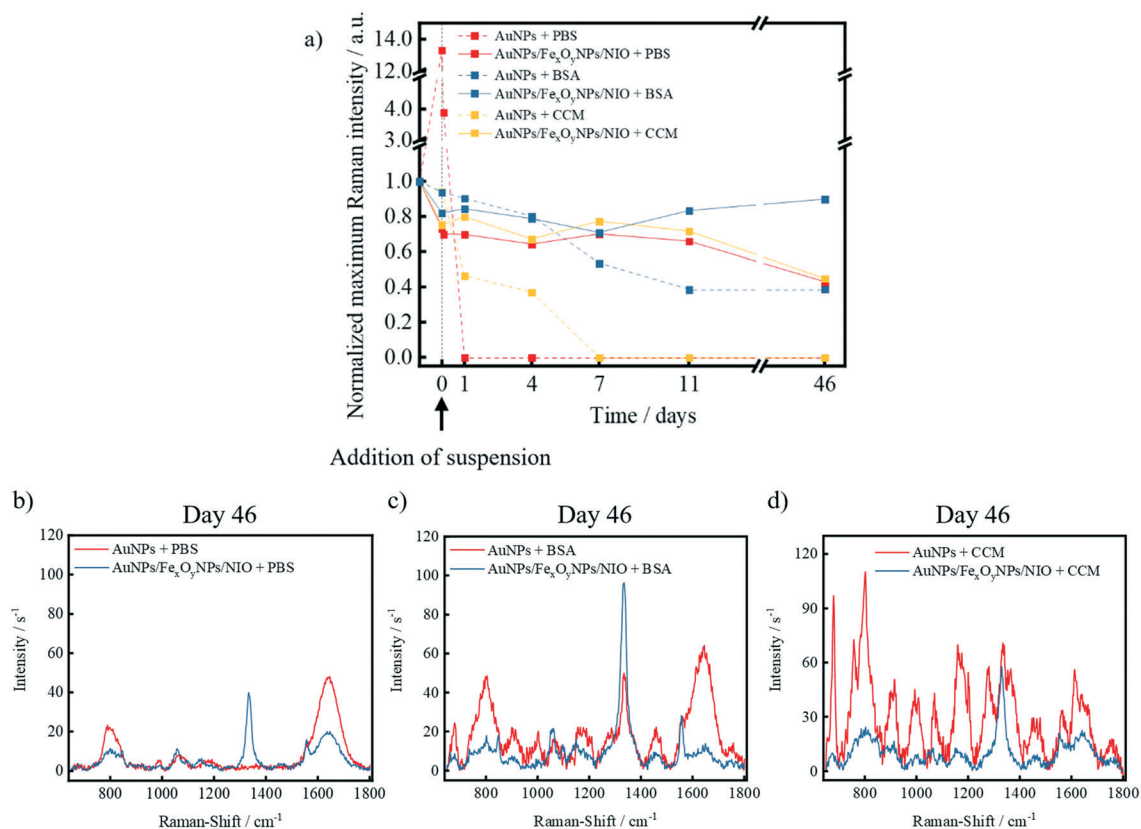 a)
Normalized maximum Raman intensity / a.u.
14.0
12.0
4.0
3.0
1.0
0.8
0.6
0.4
0.2
0.0
AuNPs + PBS
AuNPs/FeₓOᵧNPs/NIO + PBS
AuNPs + BSA
AuNPs/FeₓOᵧNPs/NIO + BSA
AuNPs + CCM
AuNPs/FeₓOᵧNPs/NIO + CCM
0 1 4 7 11 46
Time / days
Addition of suspension
b)
Day 46
Intensity / s⁻¹
120
100
80
60
40
20
0
AuNPs + PBS
AuNPs/FeₓOᵧNPs/NIO + PBS
800 1000 1200 1400 1600 1800
Raman-Shift / cm⁻¹
c)
Day 46
Intensity / s⁻¹
120
100
80
60
40
20
0
AuNPs + BSA
AuNPs/FeₓOᵧNPs/NIO + BSA
800 1000 1200 1400 1600 1800
Raman-Shift / cm⁻¹
d)
Day 46
Intensity / s⁻¹
120
90
60
30
0
AuNPs + CCM
AuNPs/FeₓOᵧNPs/NIO + CCM
800 1000 1200 1400 1600 1800
Raman-Shift / cm⁻¹